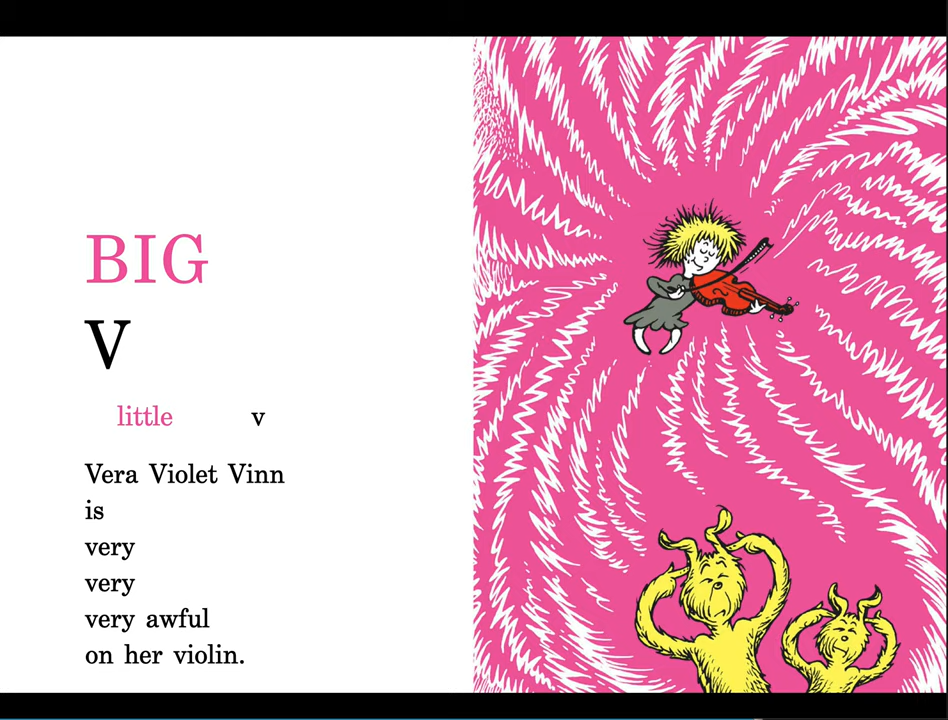 BIG
V
little v
Vera Violet Vinn
is
very
very
very awful
on her violin.